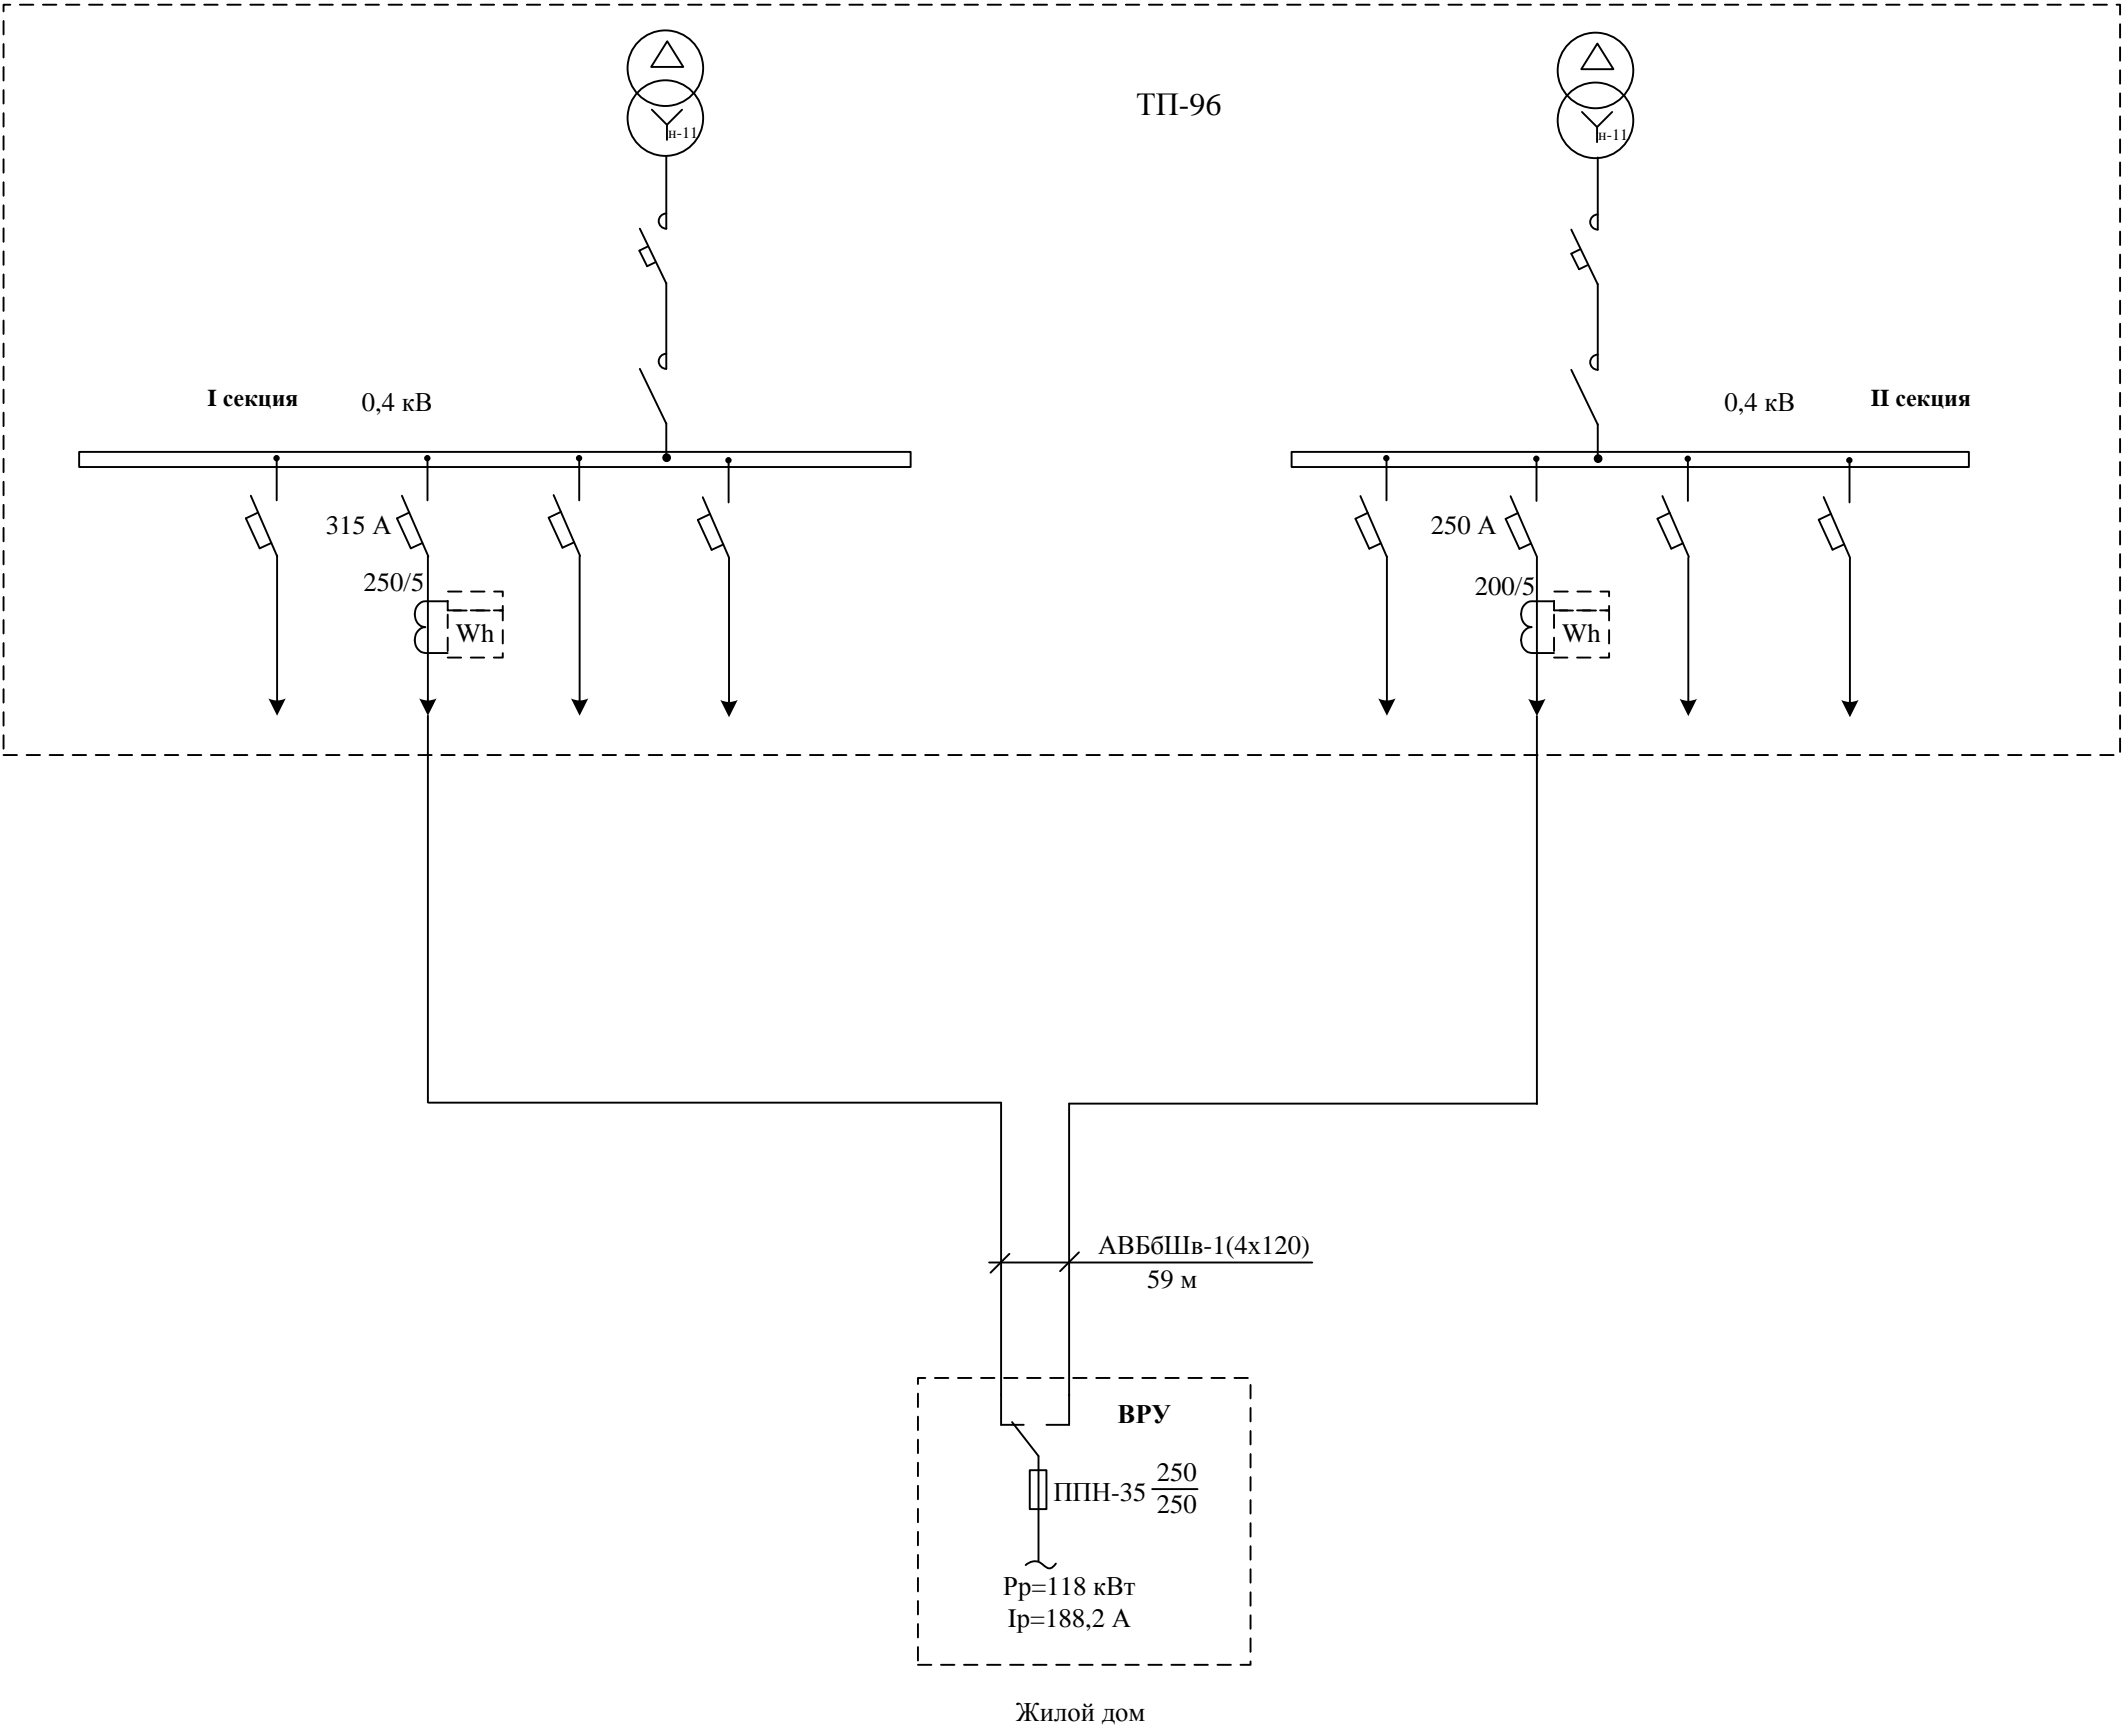 ТП-96
н-11
н-11
I секция 0,4 кВ
0,4 кВ II секция
315 А
250 А
250/5
200/5
Wh
Wh
АВБбШв-1(4х120)
59 м
ВРУ
ППН-35 250
250
Рр=118 кВт
Iр=188,2 А
Жилой дом